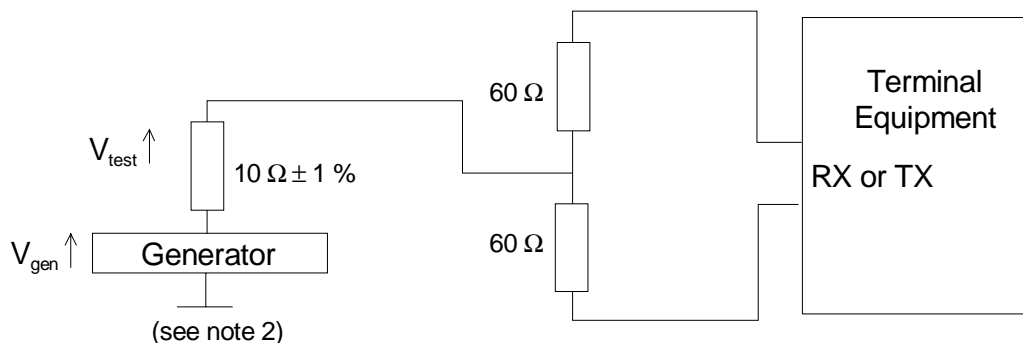 60 Ω
Terminal
Equipment
V_test
10 Ω ± 1 %
RX or TX
60 Ω
V_gen
Generator
(see note 2)